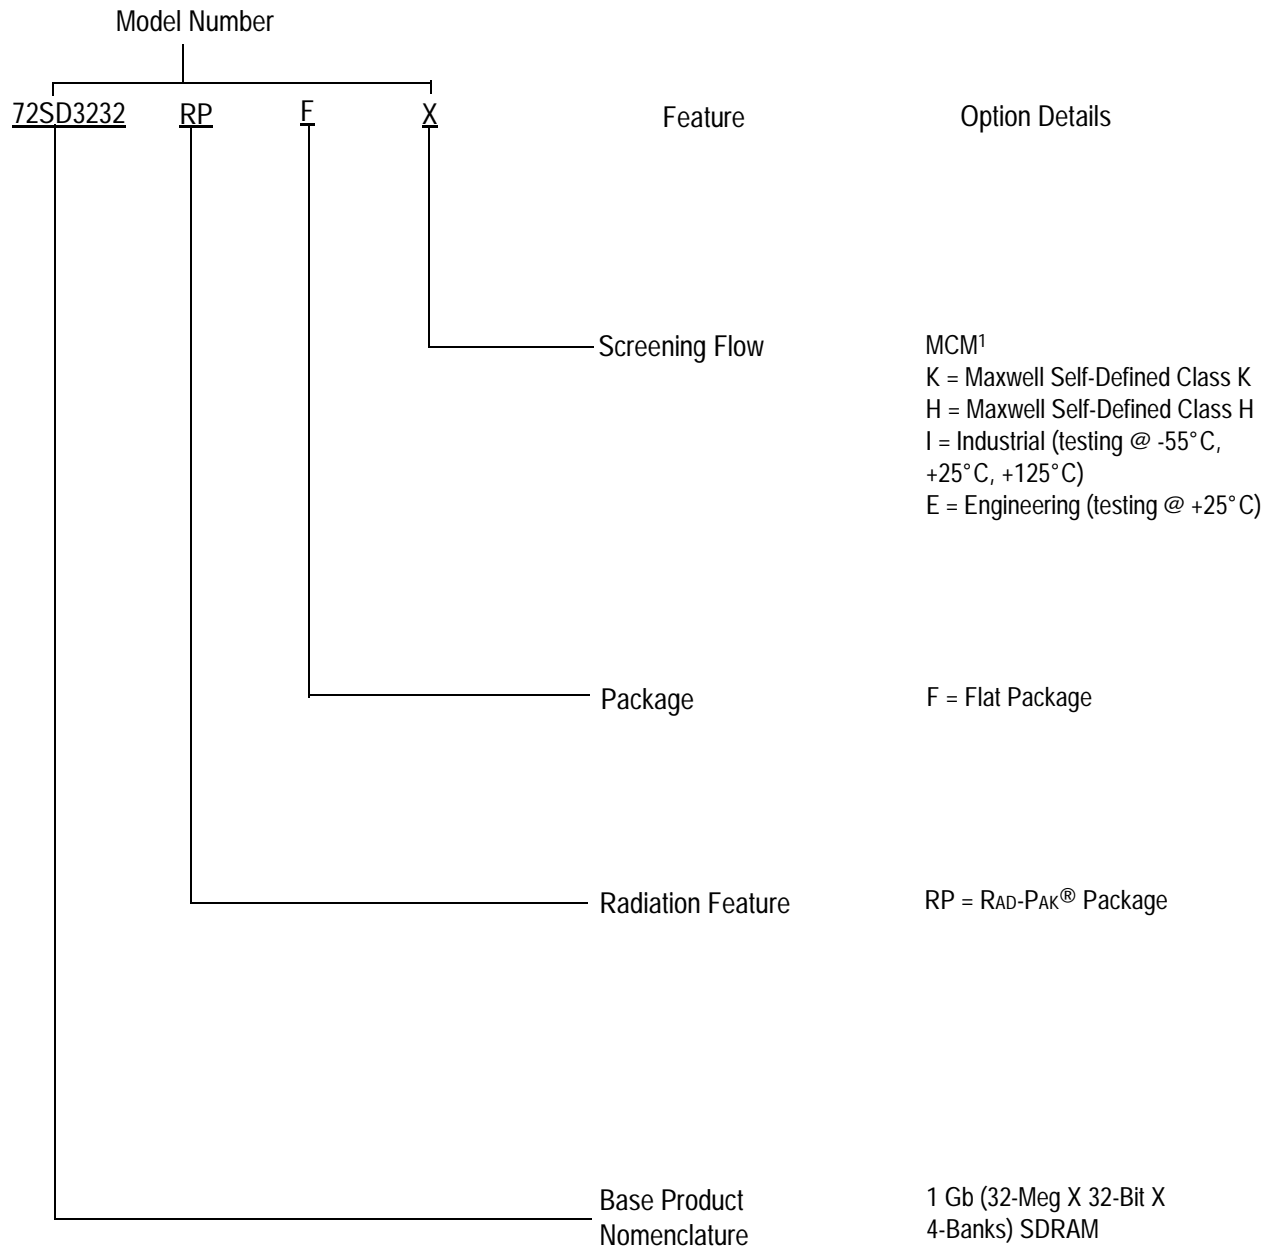 Model Number
72SD3232 RP F X Feature Option Details
Screening Flow MCM1
K = Maxwell Self-Defined Class K
H = Maxwell Self-Defined Class H
I = Industrial (testing @ -55°C,
+25°C, +125°C)
E = Engineering (testing @ +25°C)
Package F = Flat Package
Radiation Feature RP = RAD-PAK® Package
Base Product 1 Gb (32-Meg X 32-Bit X
Nomenclature 4-Banks) SDRAM